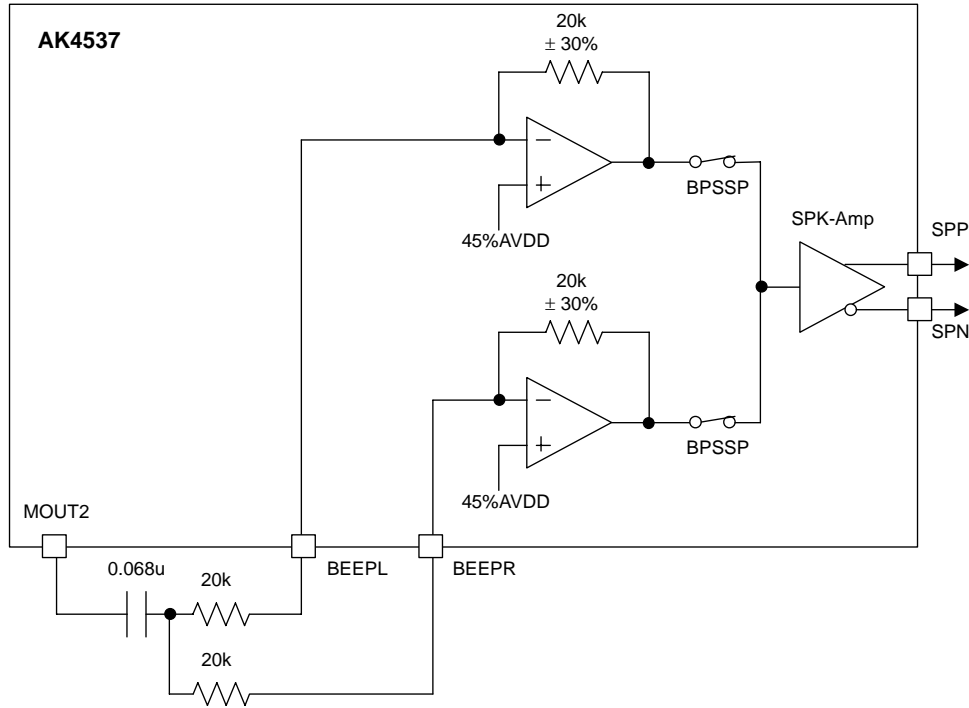 AK4537
20k
± 30%
BPSSP
45%AVDD
SPK-Amp
SPP
20k
± 30%
SPN
BPSSP
45%AVDD
MOUT2
BEEPL
BEEPR
0.068u
20k
20k